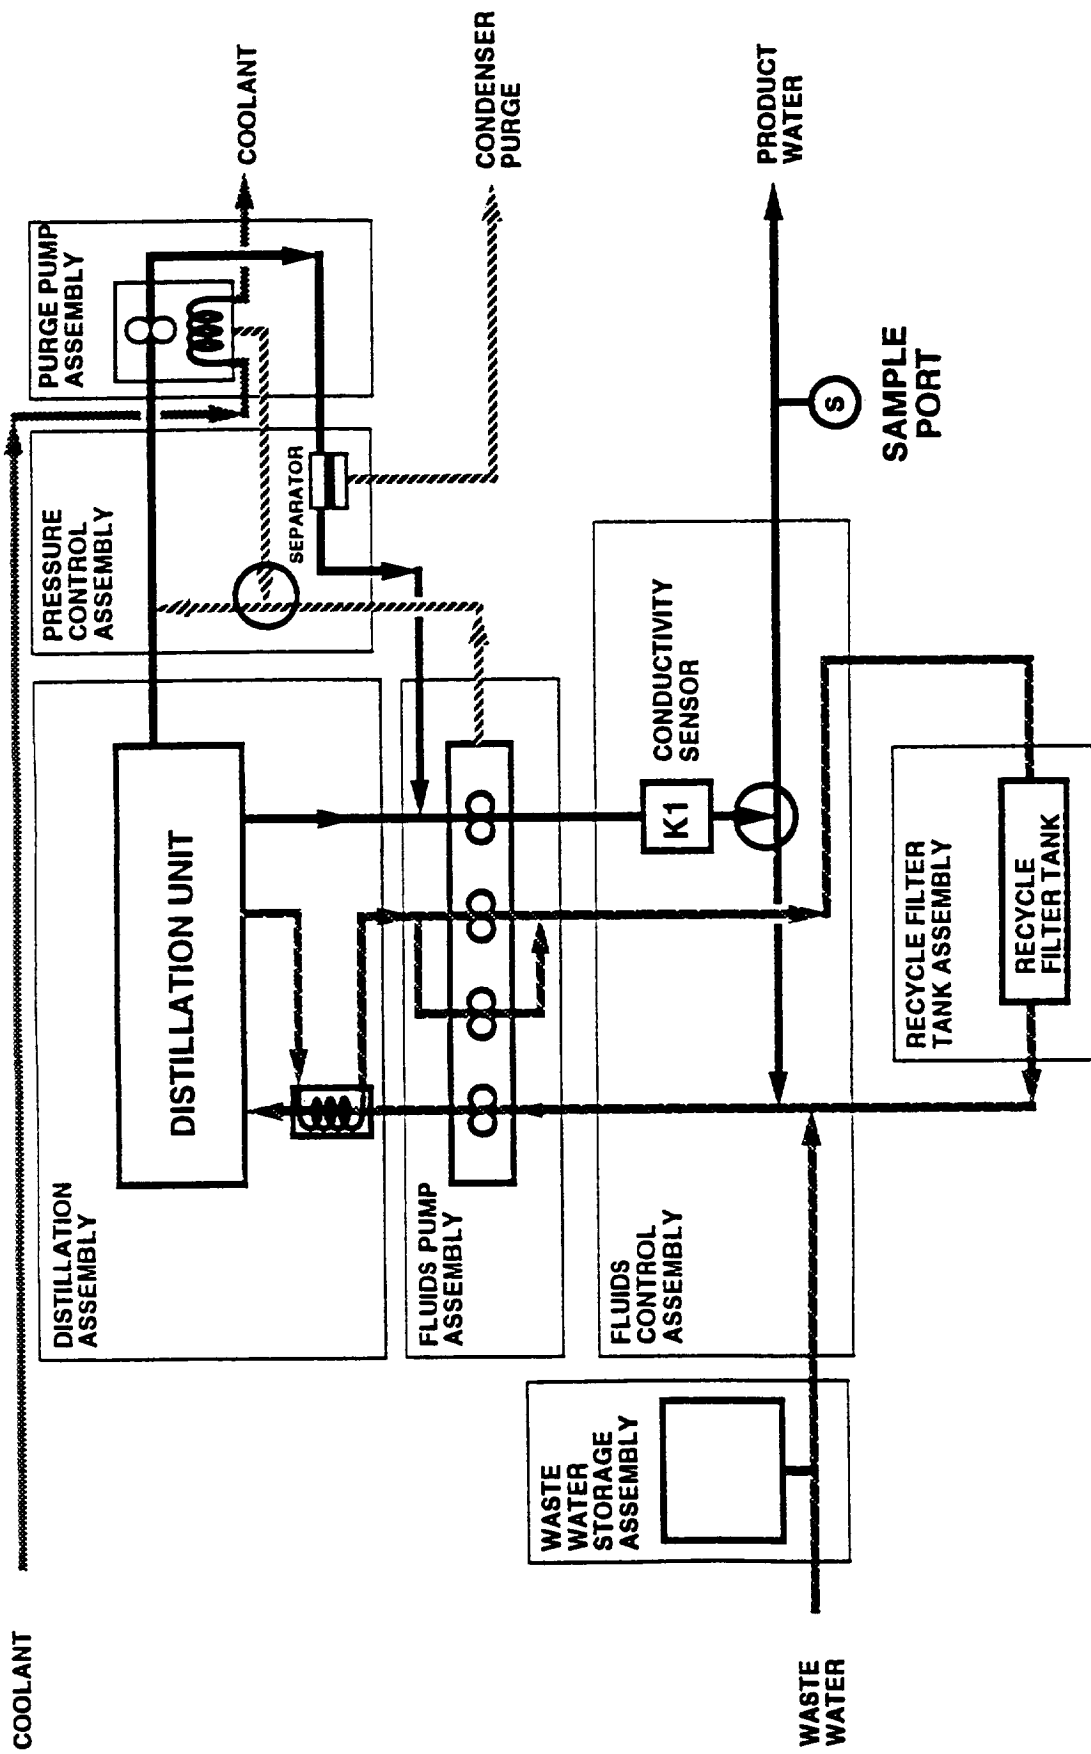 COOLANT
DISTILLATION
ASSEMBLY
DISTILLATION UNIT
PRESSURE
CONTROL
ASSEMBLY
PURGE PUMP
ASSEMBLY
COOLANT
SEPARATOR
CONDENSER
PURGE
FLUIDS PUMP
ASSEMBLY
WASTE
WATER
STORAGE
ASSEMBLY
FLUIDS
CONTROL
ASSEMBLY
K1
CONDUCTIVITY
SENSOR
PRODUCT
WATER
S
SAMPLE
PORT
WASTE
WATER
RECYCLE FILTER
TANK ASSEMBLY
RECYCLE
FILTER TANK